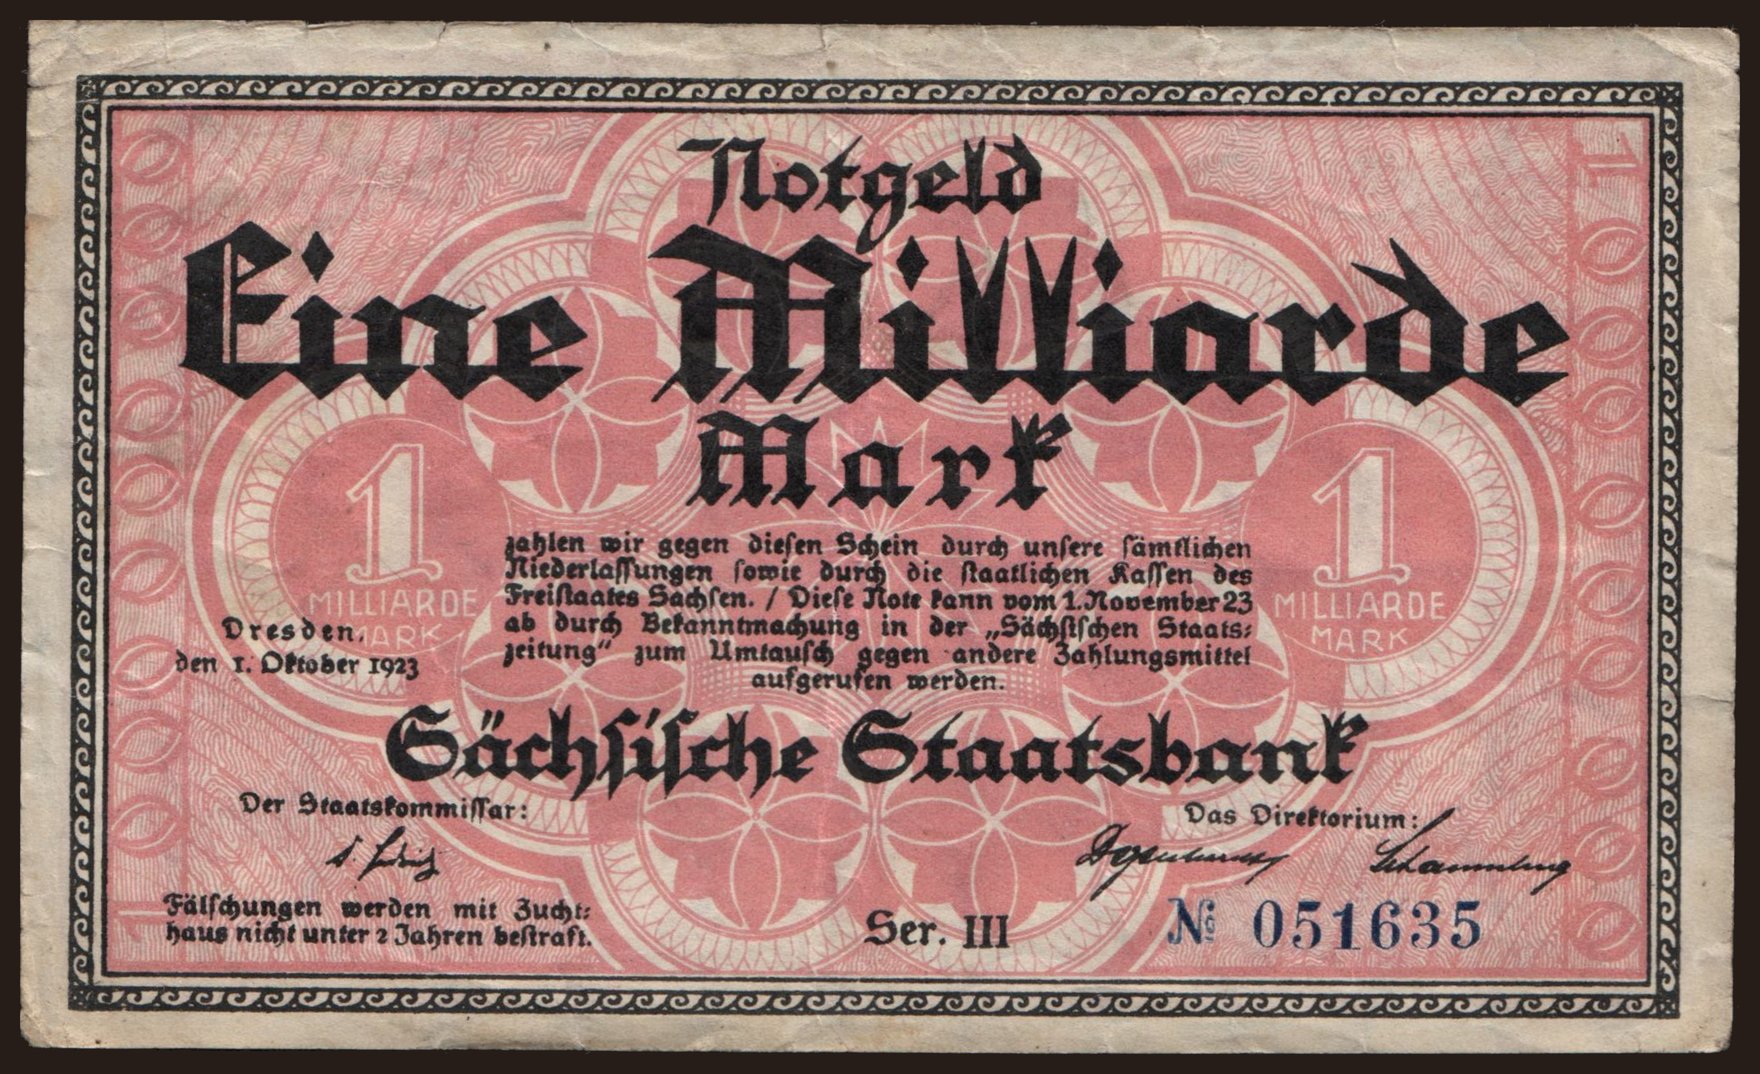 Notgeld
Eine Milliarde
Mark
zahlen wir gegen diesen Schein durch unsere sämtlichen
Niederlassungen sowie durch die staatlichen Kassen des
Freistaates Sachsen. / Diese Note kann vom 1. November 23
ab durch Bekanntmachung in der „Sächsischen Staats-
zeitung" zum Umtausch gegen andere Zahlungsmittel
aufgerufen werden.
1
MILLIARDE
MARK
1
MILLIARDE
MARK
Dresden,
den 1. Oktober 1923
Sächsische Staatsbank
Der Staatskommissar:
Das Direktorium:
Fälschungen werden mit Zucht-
haus nicht unter 2 Jahren bestraft.
Ser. III
No 051635
1000000000
1000000000